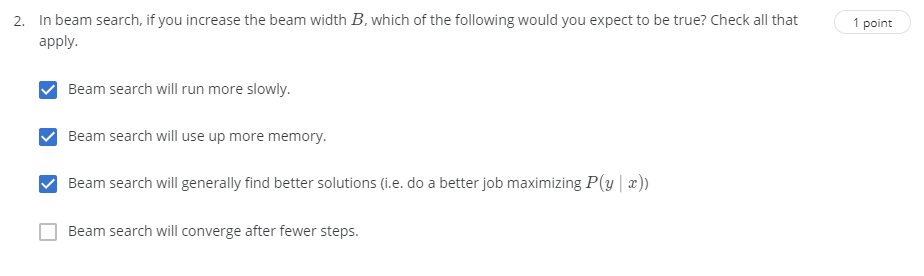 2. In beam search, if you increase the beam width B, which of the following would you expect to be true? Check all that
apply.
1 point
Beam search will run more slowly.
Beam search will use up more memory.
Beam search will generally find better solutions (i.e. do a better job maximizing P(y | x))
Beam search will converge after fewer steps.